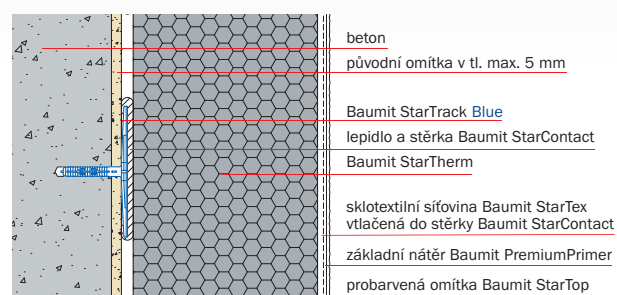 beton
původní omítka v tl. max. 5 mm
Baumit StarTrack Blue
lepidlo a stěrka Baumit StarContact
Baumit StarTherm
sklotextilní síťovina Baumit StarTex
vtlačená do stěrky Baumit StarContact
základní nátěr Baumit PremiumPrimer
probarvená omítka Baumit StarTop